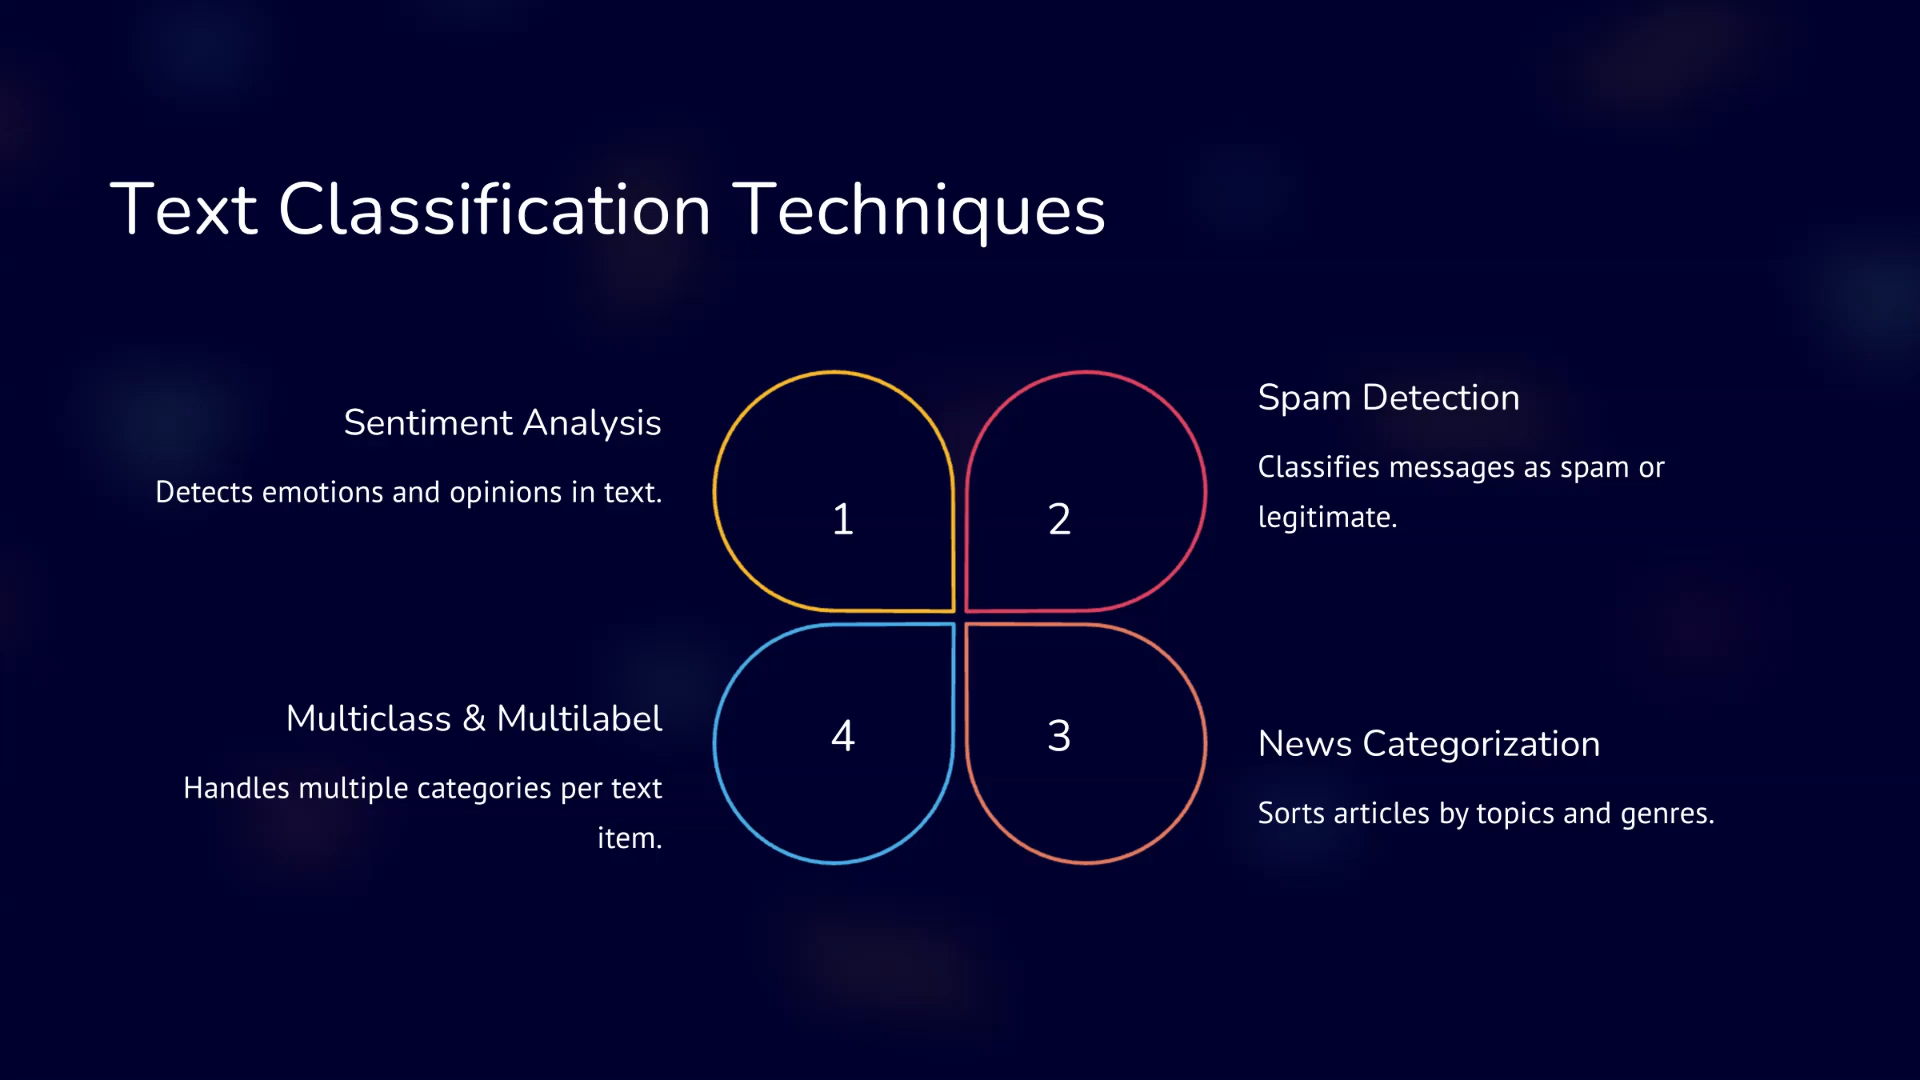 Text Classification Techniques
Sentiment Analysis
Detects emotions and opinions in text.
1
2
Spam Detection
Classifies messages as spam or
legitimate.
Multiclass & Multilabel
Handles multiple categories per text
item.
4
3
News Categorization
Sorts articles by topics and genres.